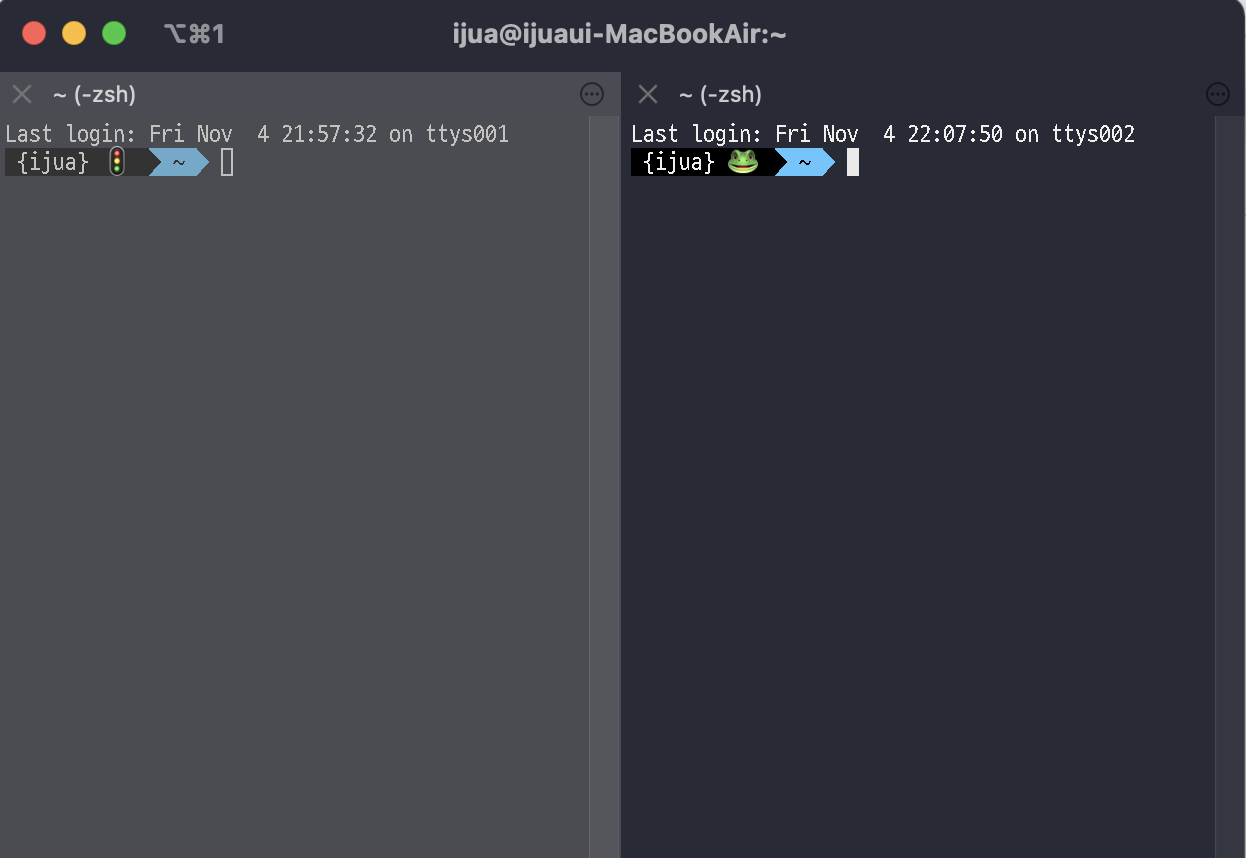 ⌥⌘1
ijua@ijuaui-MacBookAir:~
~ (-zsh)
Last login: Fri Nov  4 21:57:32 on ttys001
{ijua} 🚦 ~
~ (-zsh)
Last login: Fri Nov  4 22:07:50 on ttys002
{ijua} 🐸 ~